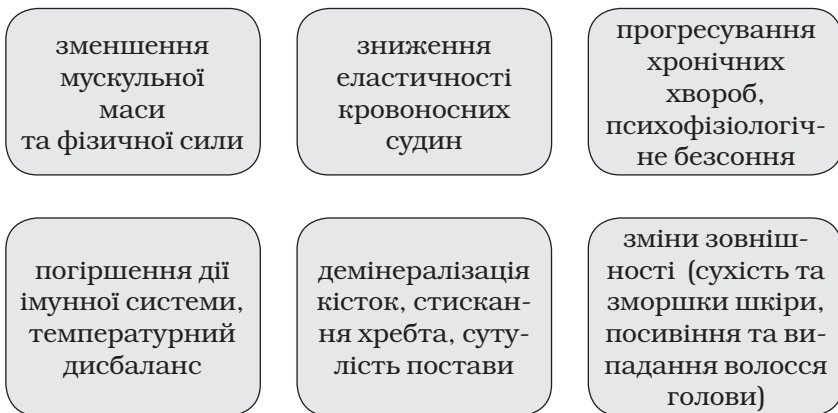 зменшення
мускульної
маси
та фізичної сили
зниження
еластичності
кровоносних
судин
прогресування
хронічних
хвороб,
психофізіологіч-
не безсоння
погіршення дії
імунної системи,
температурний
дисбаланс
демінералізація
кісток, стискан-
ня хребта, суту-
лість постави
зміни зовніш-
ності (сухість та
зморшки шкіри,
посивіння та ви-
падання волосся
голови)